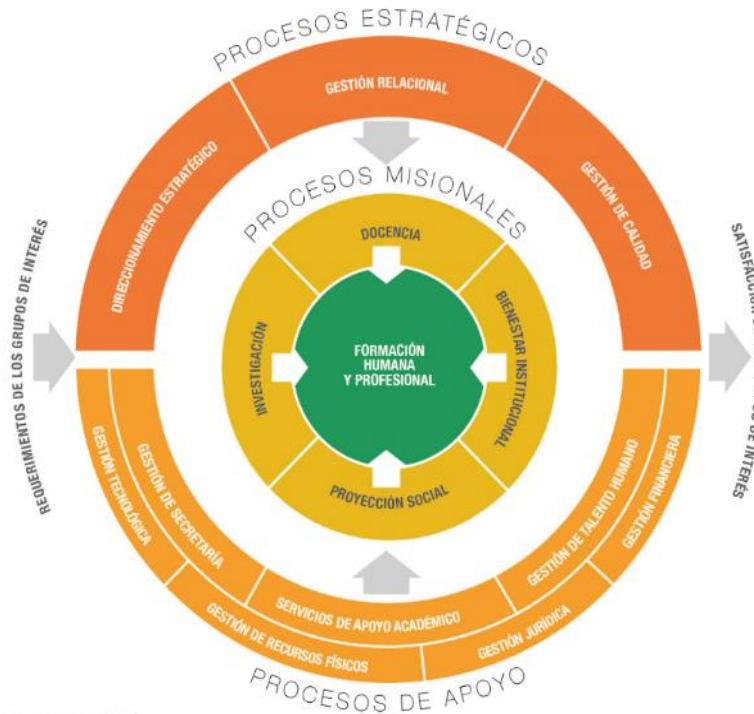 PROCESOS ESTRATÉGICOS
GESTIÓN RELACIONAL
DIRECCIONAMIENTO ESTRATÉGICO
GESTIÓN DE CALIDAD
PROCESOS MISIONALES
DOCENCIA
INVESTIGACIÓN
BIENESTAR INSTITUCIONAL
FORMACIÓN
HUMANA
Y PROFESIONAL
PROYECCIÓN SOCIAL
REQUERIMIENTOS DE LOS GRUPOS DE INTERÉS
SATISFACCIÓN
DE INTERÉS
GESTIÓN TECNOLÓGICA
GESTIÓN DE SECRETARÍA
SERVICIOS DE APOYO ACADÉMICO
GESTIÓN DE TALENTO HUMANO
GESTIÓN FINANCIERA
GESTIÓN DE RECURSOS FÍSICOS
GESTIÓN JURÍDICA
PROCESOS DE APOYO